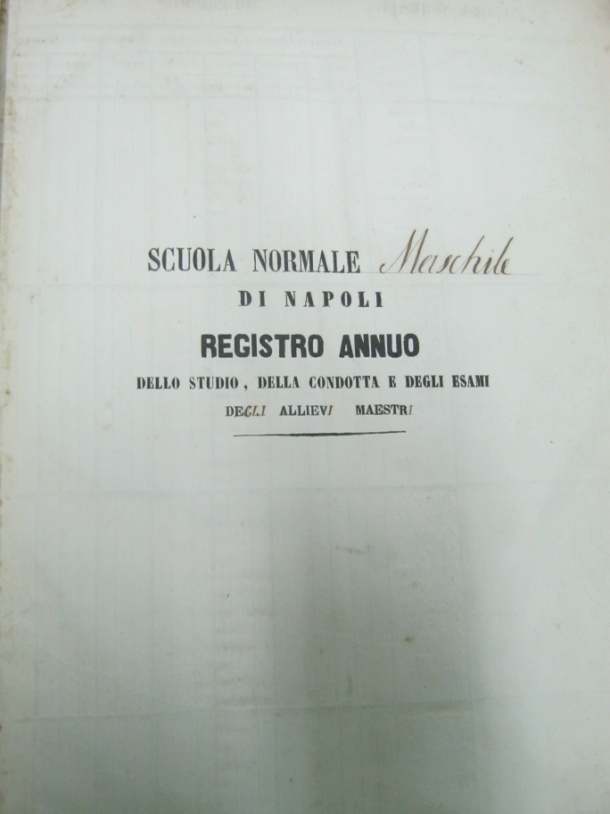 SCUOLA NORMALE Maschile
DI NAPOLI
REGISTRO ANNUO
DELLO STUDIO, DELLA CONDOTTA E DEGLI ESAMI
DEGLI ALLIEVI MAESTRI